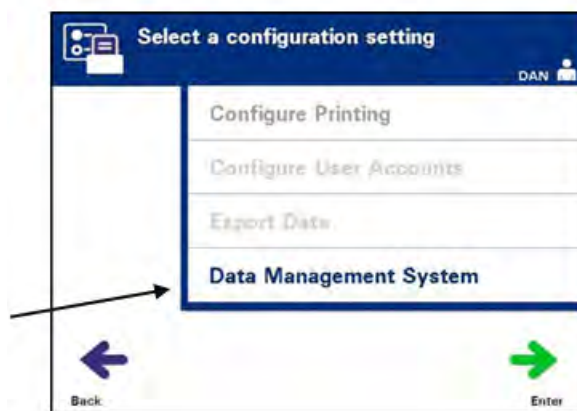 Select a configuration setting
DAN
Configure Printing
Configure User Accounts
Export Data
Data Management System
Back
Enter